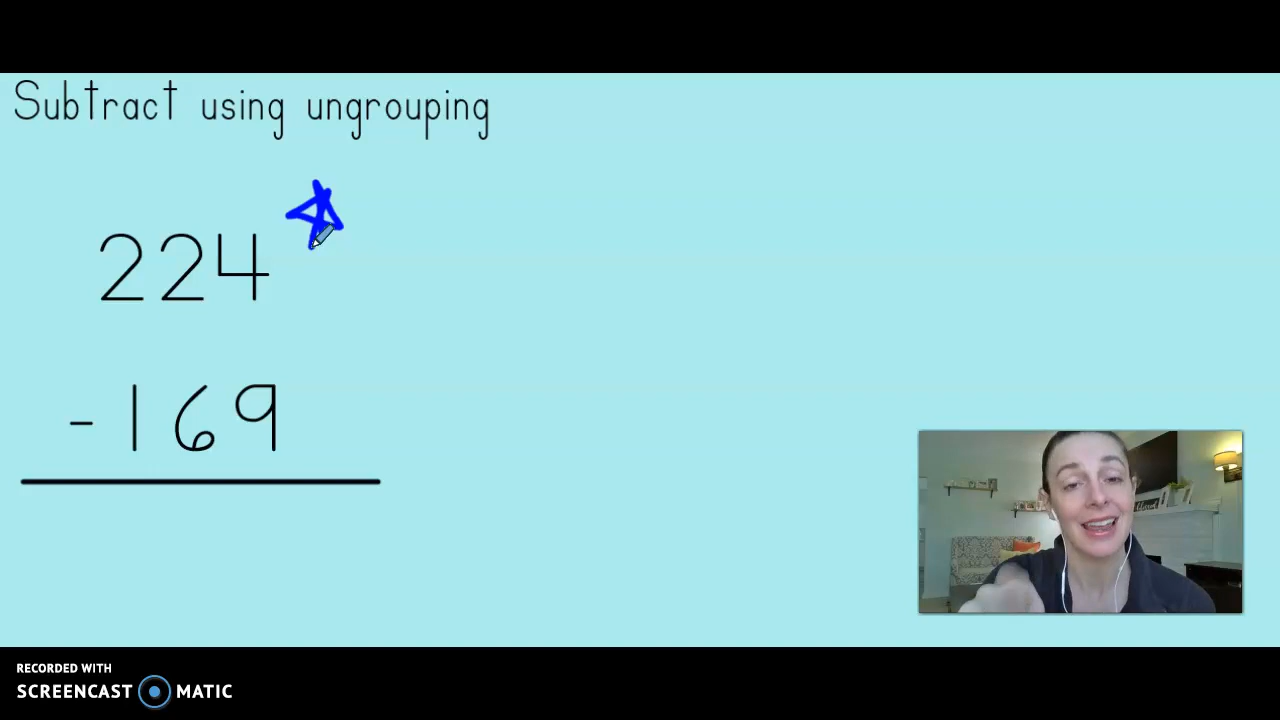 Subtract using ungrouping
224
-169
RECORDED WITH
SCREENCAST MATIC